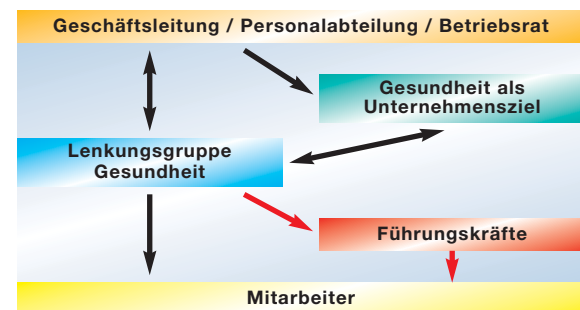 Geschäftsleitung / Personalabteilung / Betriebsrat
Gesundheit als
Unternehmensziel
Lenkungsgruppe
Gesundheit
Führungskräfte
Mitarbeiter